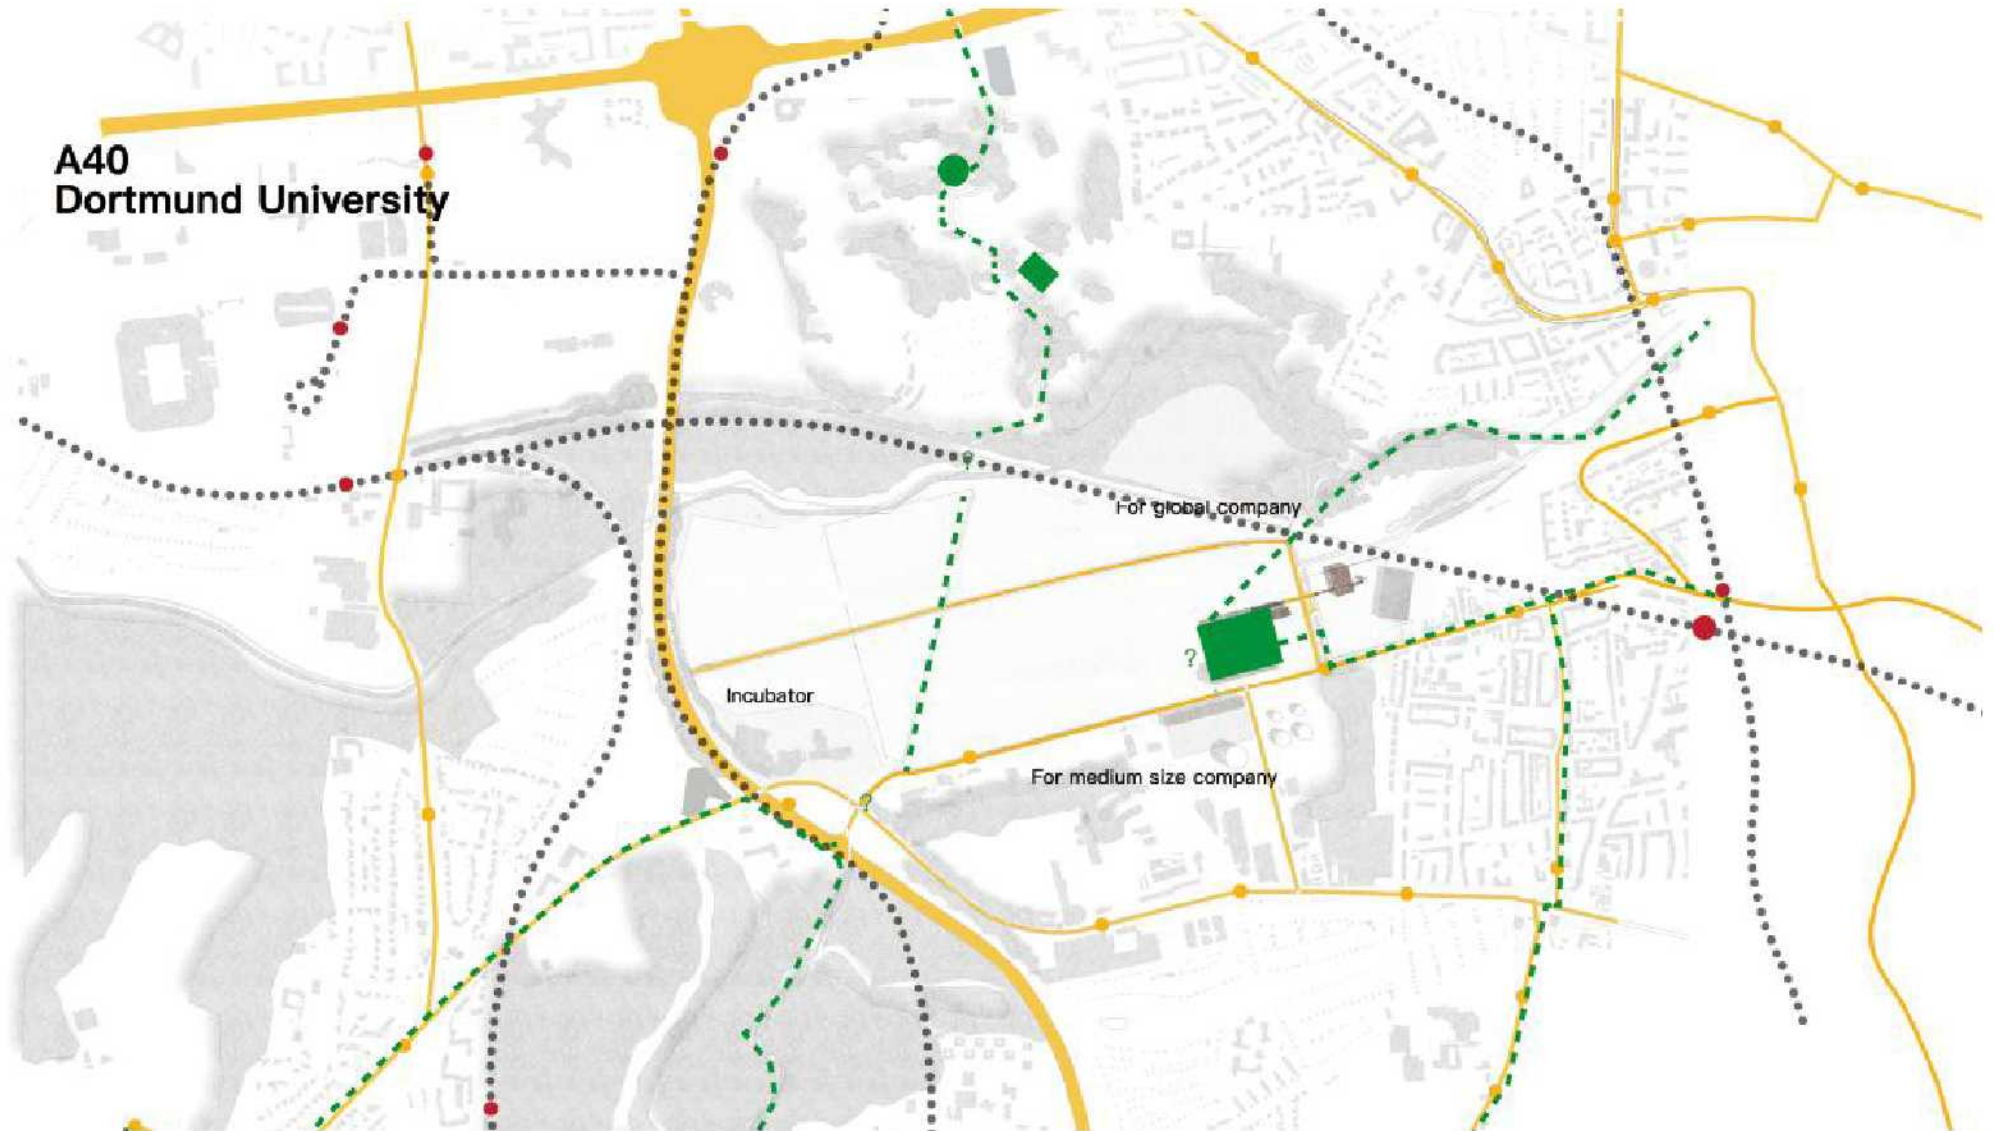 A40
Dortmund University
For global company
?
?
Incubator
For medium size company
?